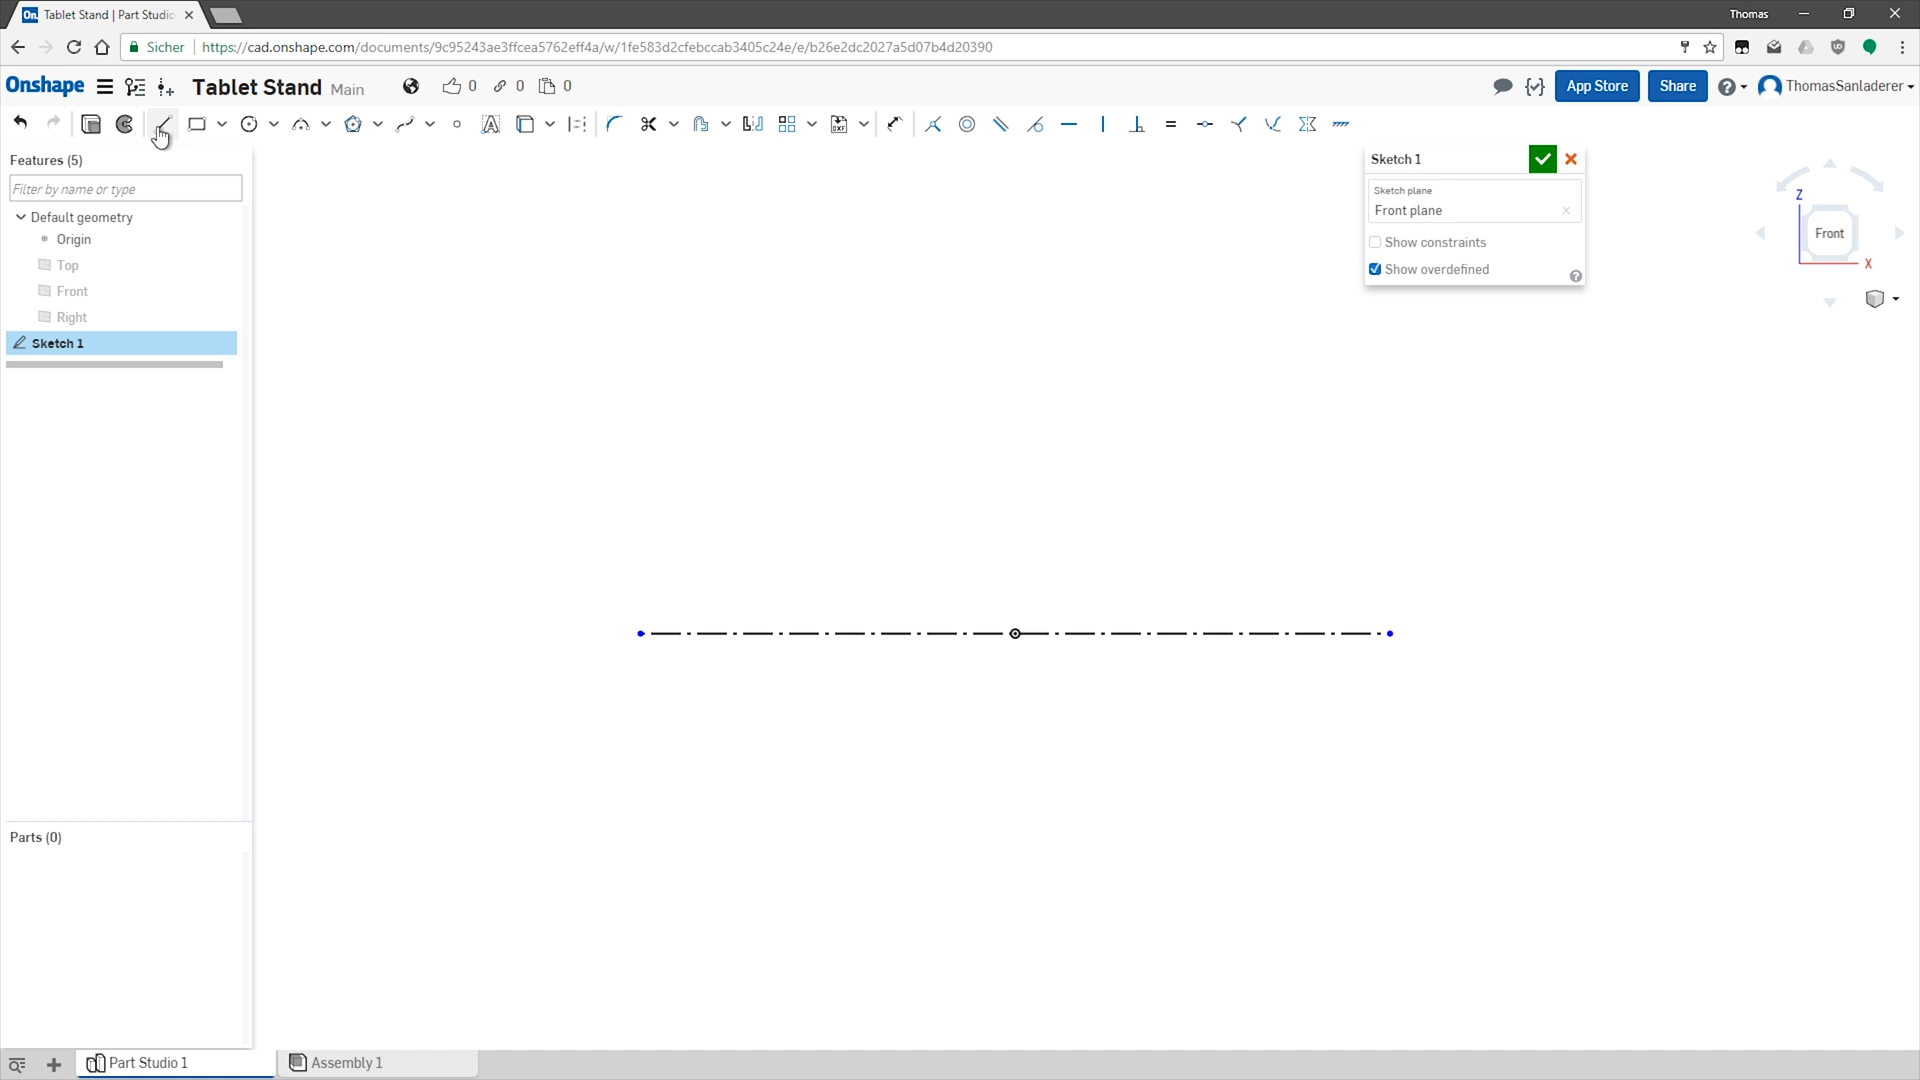 On Tablet Stand | Part Studio
Thomas
Sicher https://cad.onshape.com/documents/9c95243ae3ffcea5762eff4a/w/1fe583d2cfebccab3405c24e/e/b26e2dc2027a5d07b4d20390
Onshape Tablet Stand Main 0 0 0 App Store Share ThomasSanladerer
Features (5)
Filter by name or type
Default geometry
Origin
Top
Front
Right
Sketch 1
Sketch 1
Sketch plane
Front plane
Show constraints
Show overdefined
Z
Front
X
Parts (0)
Part Studio 1 Assembly 1